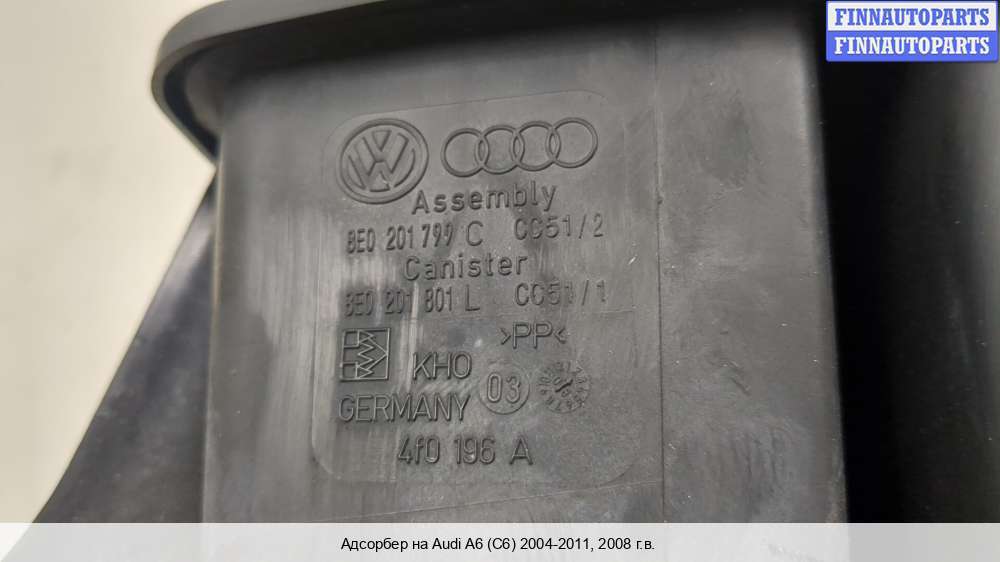 FINNAUTOPARTS
FINNAUTOPARTS
Assembly
8E0 201 799 C CC51/2
Canister
8E0 201 801 L CC51/1
>PP<
KHO
03
GERMANY
4f0 196 A
Адсорбер на Audi A6 (C6) 2004-2011, 2008 г.в.